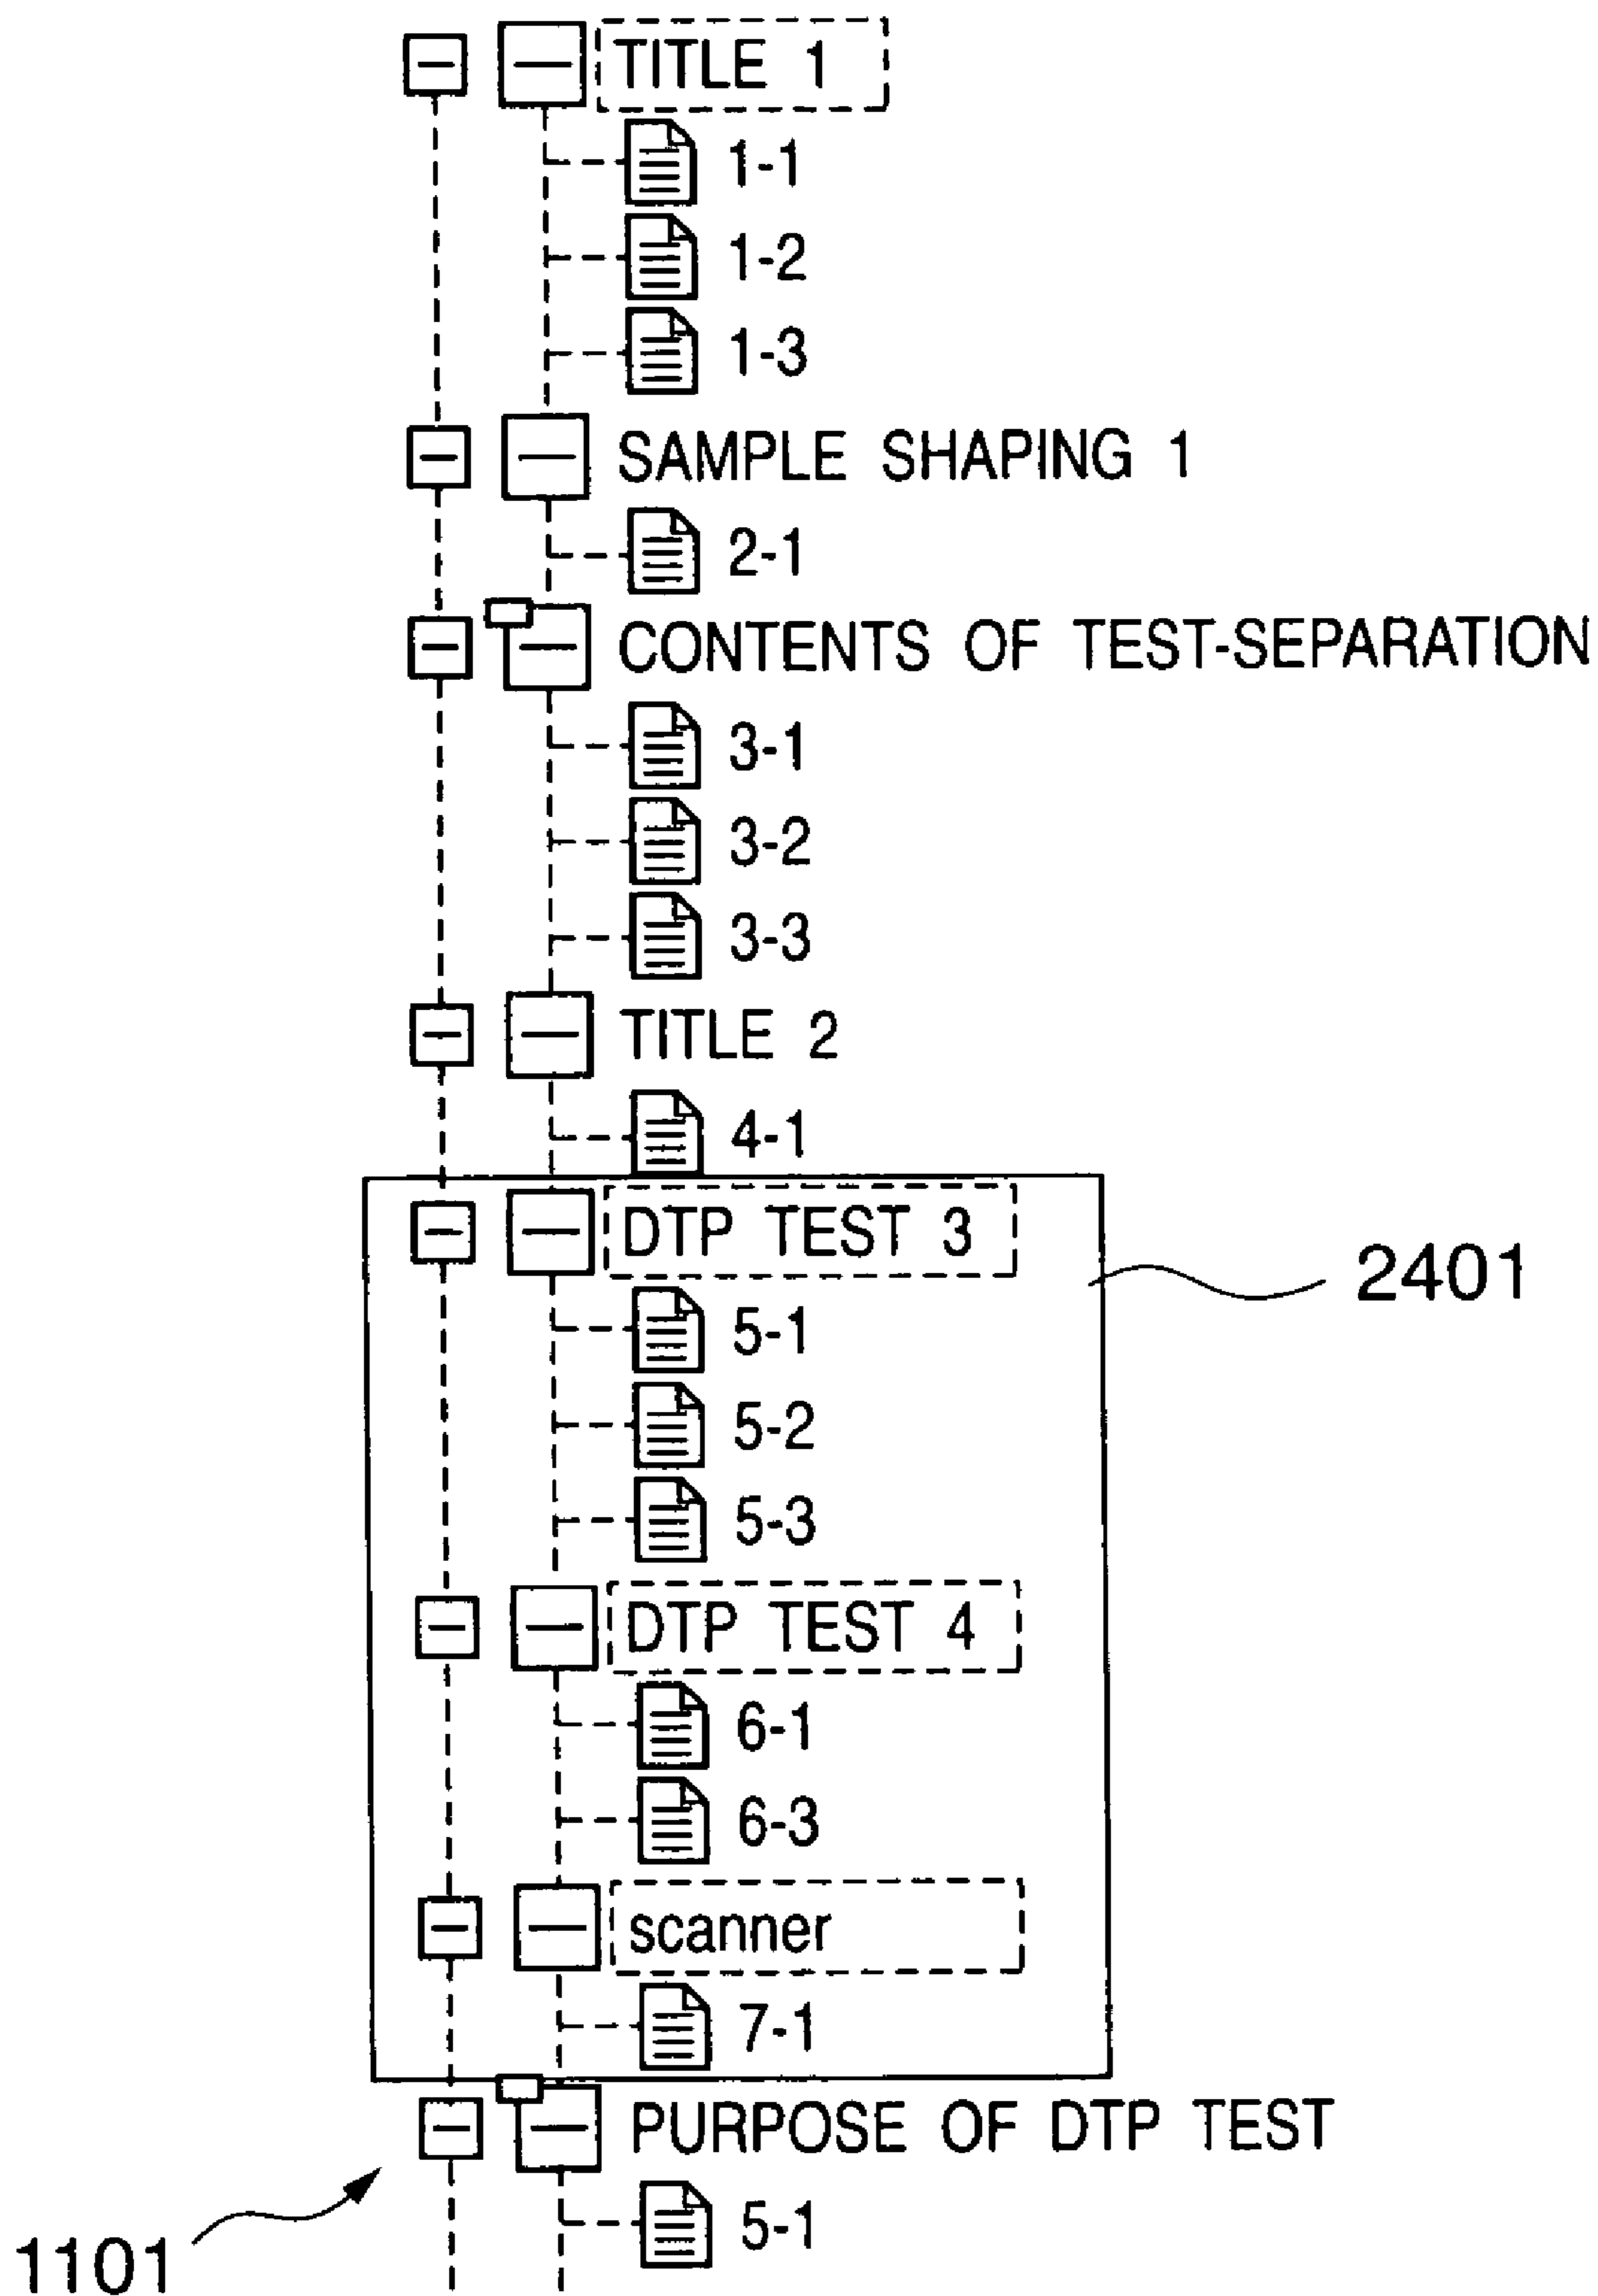 TITLE 1
1-1
1-2
1-3
SAMPLE SHAPING 1
2-1
CONTENTS OF TEST-SEPARATION
3-1
3-2
3-3
TITLE 2
4-1
DTP TEST 3
2401
5-1
5-2
5-3
DTP TEST 4
6-1
6-3
scanner
7-1
PURPOSE OF DTP TEST
5-1
1101